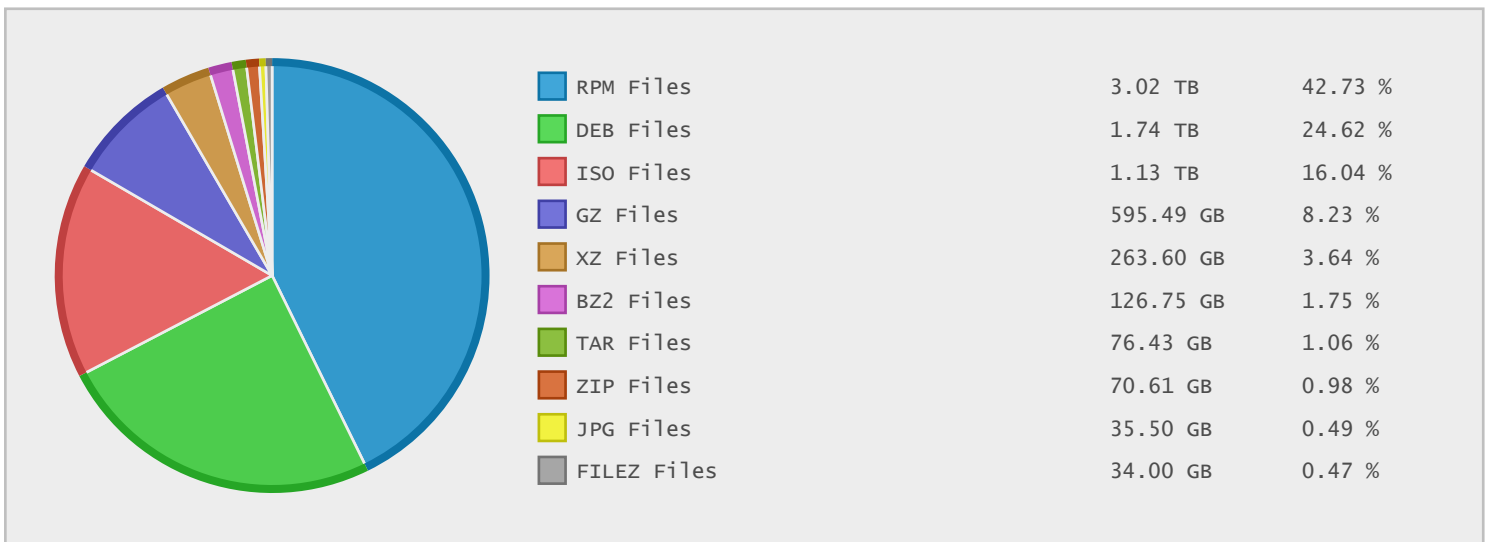 RPM Files 3.02 TB 42.73 %
DEB Files 1.74 TB 24.62 %
ISO Files 1.13 TB 16.04 %
GZ Files 595.49 GB 8.23 %
XZ Files 263.60 GB 3.64 %
BZ2 Files 126.75 GB 1.75 %
TAR Files 76.43 GB 1.06 %
ZIP Files 70.61 GB 0.98 %
JPG Files 35.50 GB 0.49 %
FILEZ Files 34.00 GB 0.47 %